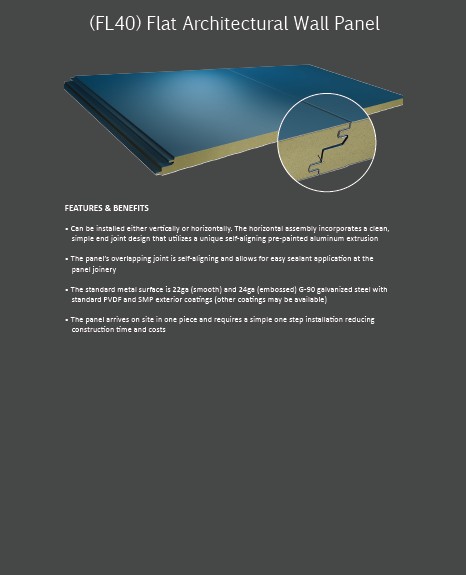 (FL40) Flat Architectural Wall Panel
FEATURES & BENEFITS
• Can be installed either vertically or horizontally. The horizontal assembly incorporates a clean,
simple end joint design that utilizes a unique self-aligning pre-painted aluminum extrusion
• The panel's overlapping joint is self-aligning and allows for easy sealant application at the
panel joinery
• The standard metal surface is 22ga (smooth) and 24ga (embossed) G-90 galvanized steel with
standard PVDF and SMP exterior coatings (other coatings may be available)
• The panel arrives on site in one piece and requires a simple one step installation reducing
construction time and costs